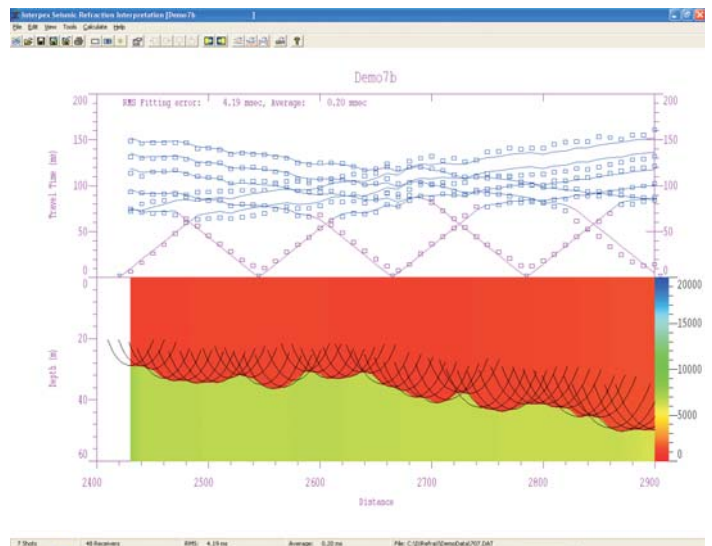 Interpex Seismic Refraction Interpretation [Demo7b ]
File Edit View Tools Calculate Help
Demo7b
RMS Fitting error: 4.19 msec, Average: 0.20 msec
200
150
100
50
0
Travel Time (ms)
200
150
100
50
0
0
20
40
60
Depth (m)
20000
15000
10000
5000
0
2400 2500 2600 2700 2800 2900
Distance
7 Shots 48 Receivers RMS: 4.19 ms Average: 0.20 ms